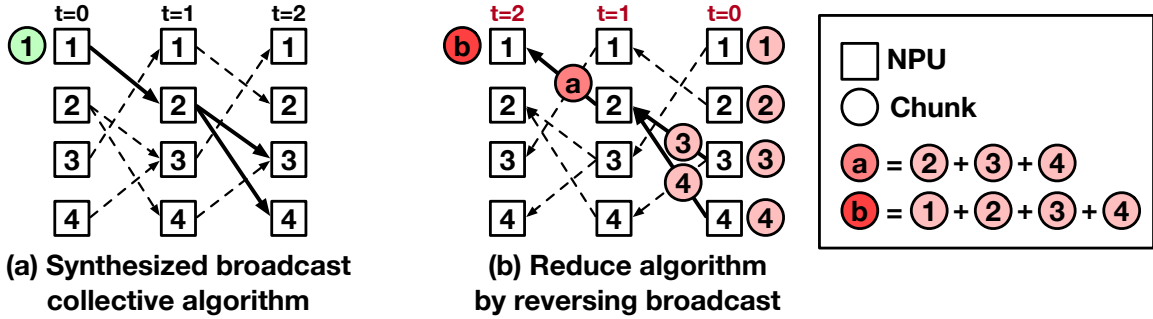 t=0 t=1 t=2
1 1 1 1
2 2 2
3 3 3
4 4 4
(a) Synthesized broadcast
collective algorithm
t=2 t=1 t=0
b 1 1 1 1
a
2 2 2 2
3
3 3 3 3
4
4 4 4 4
(b) Reduce algorithm
by reversing broadcast
NPU
Chunk
a = 2 + 3 + 4
b = 1 + 2 + 3 + 4